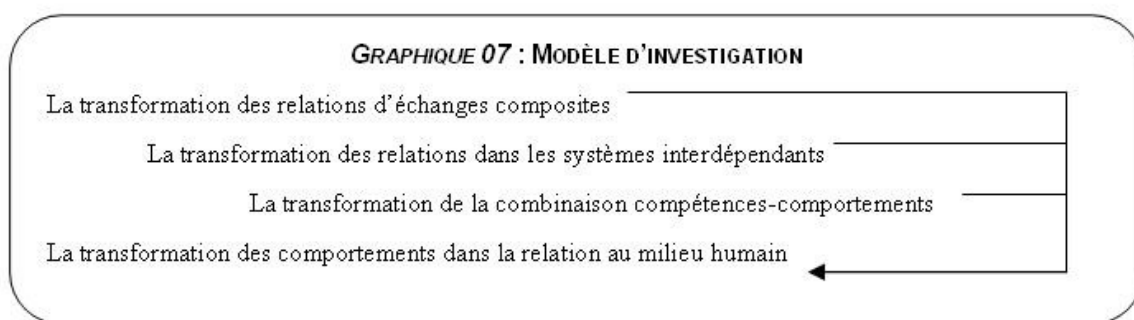 GRAPHIQUE 07 : MODÈLE D’INVESTIGATION
La transformation des relations d’échanges composites
La transformation des relations dans les systèmes interdépendants
La transformation de la combinaison compétences-comportements
La transformation des comportements dans la relation au milieu humain